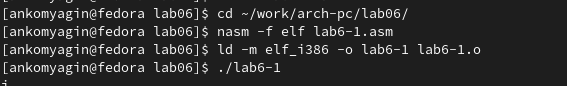 [ankomyagin@fedora lab06]$ cd ~/work/arch-pc/lab06/
[ankomyagin@fedora lab06]$ nasm -f elf lab6-1.asm
[ankomyagin@fedora lab06]$ ld -m elf_i386 -o lab6-1 lab6-1.o
[ankomyagin@fedora lab06]$ ./lab6-1